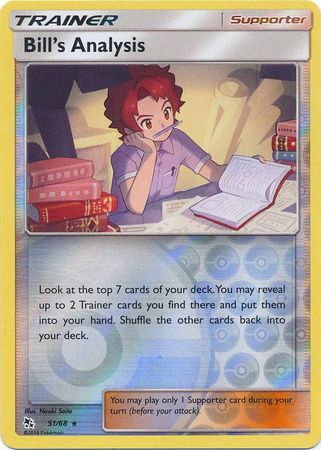 TRAINER
Supporter
Bill's Analysis
Look at the top 7 cards of your deck. You may reveal
up to 2 Trainer cards you find there and put them
into your hand. Shuffle the other cards back into
your deck.
Illus. Naoki Saito
51/68 ★
©2019 Pokémon
You may play only 1 Supporter card during your
turn (before your attack).